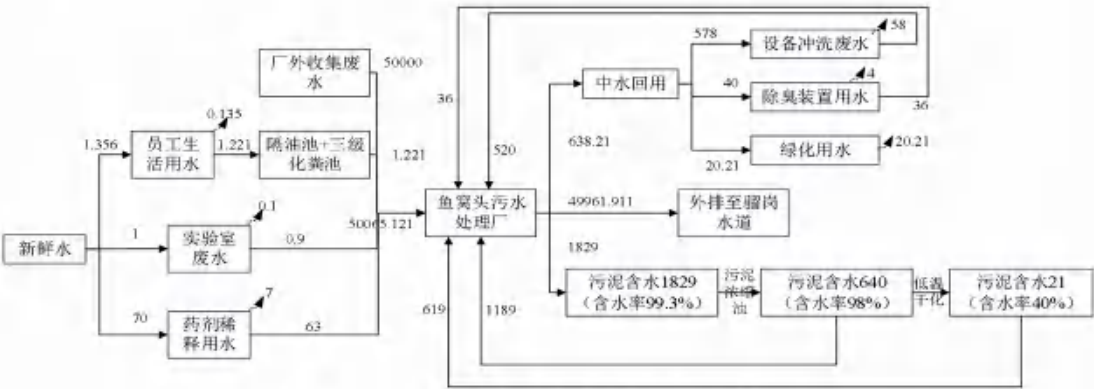 578
设备冲洗废水
58
厂外收集废
水
50000
中水回用
36
40
除臭装置用水
4
36
0.135
1.356
员工生
活用水
1.221
隔油池+三级
化粪池
1.221
520
638.21
20.21
绿化用水
20.21
0.1
50065.121
鱼窝头污水
处理厂
49961.911
外排至骝岗
水道
新鲜水
1
实验室
废水
0.9
1829
7
污泥含水1829
(含水率99.3%)
污泥
浓缩
池
污泥含水640
(含水率98%)
低温
干化
污泥含水21
(含水率40%)
70
药剂稀
释用水
63
619
1189